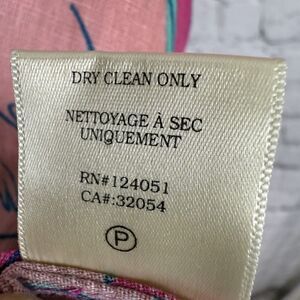 DRY CLEAN ONLY
NETTOYAGE À SEC
UNIQUEMENT
RN#124051
CA#:32054
P